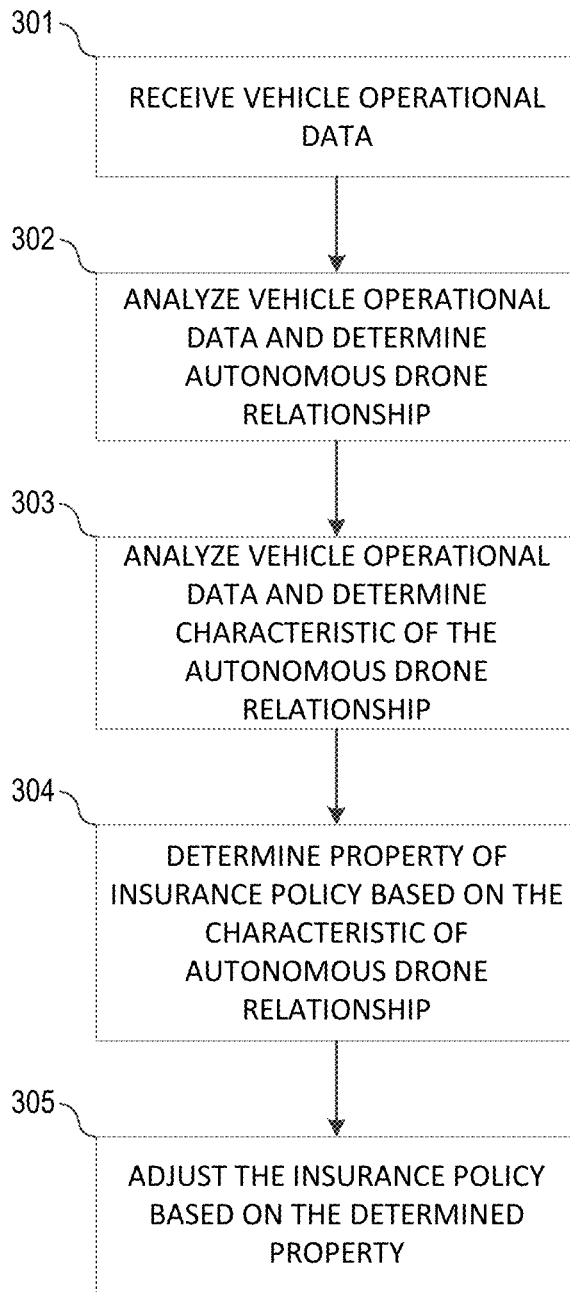 301
RECEIVE VEHICLE OPERATIONAL
DATA
302
ANALYZE VEHICLE OPERATIONAL
DATA AND DETERMINE
AUTONOMOUS DRONE
RELATIONSHIP
303
ANALYZE VEHICLE OPERATIONAL
DATA AND DETERMINE
CHARACTERISTIC OF THE
AUTONOMOUS DRONE
RELATIONSHIP
304
DETERMINE PROPERTY OF
INSURANCE POLICY BASED ON THE
CHARACTERISTIC OF
AUTONOMOUS DRONE
RELATIONSHIP
305
ADJUST THE INSURANCE POLICY
BASED ON THE DETERMINED
PROPERTY